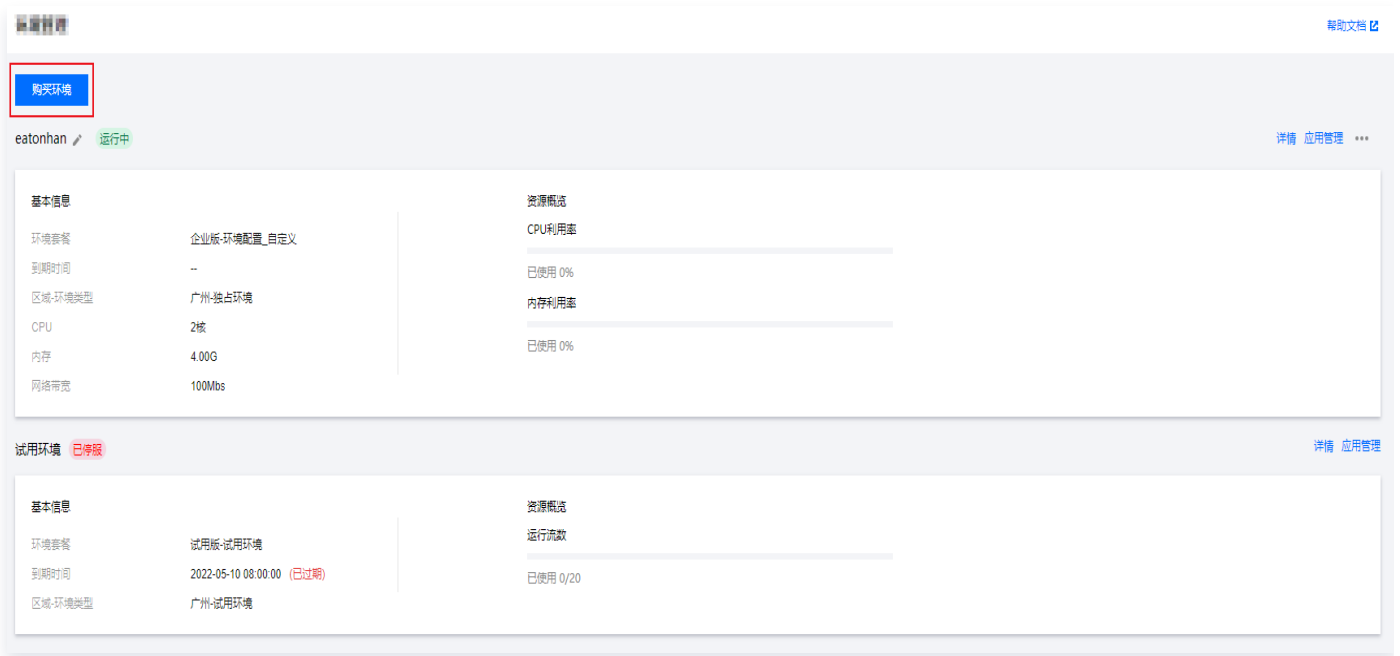 帮助文档
购买环境
eatonhan 运行中 详情 应用管理 •••
基本信息 资源概览
环境套餐 企业版-环境配置_自定义 CPU利用率
到期时间 -- 已使用 0%
区域-环境类型 广州-独占环境 内存利用率
CPU 2核
内存 4.00G 已使用 0%
网络带宽 100Mbs
试用环境 已停服 详情 应用管理
基本信息 资源概览
环境套餐 试用版-试用环境 运行流数
到期时间 2022-05-10 08:00:00 (已过期) 已使用 0/20
区域-环境类型 广州-试用环境